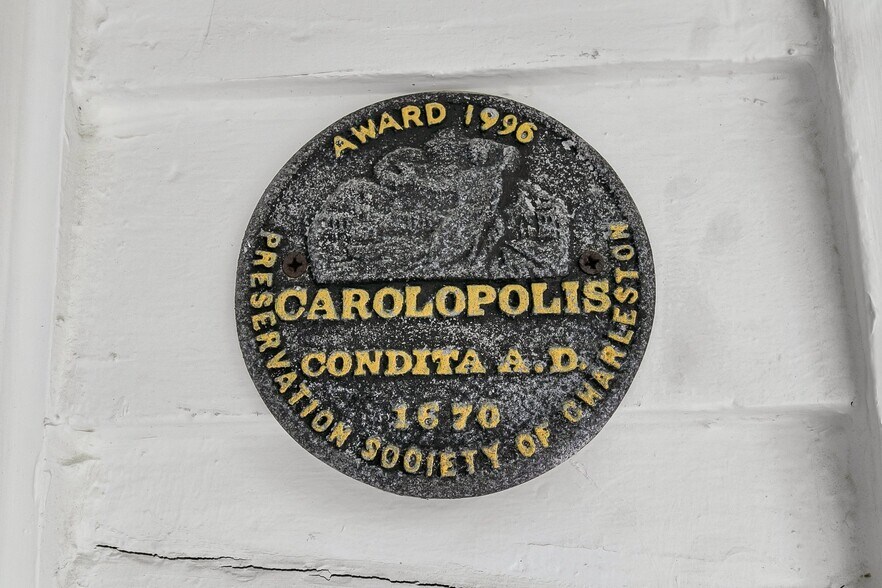 AWARD 1996
CAROLOPOLIS
CONDITA A.D.
1670
PRESERVATION SOCIETY OF CHARLESTON